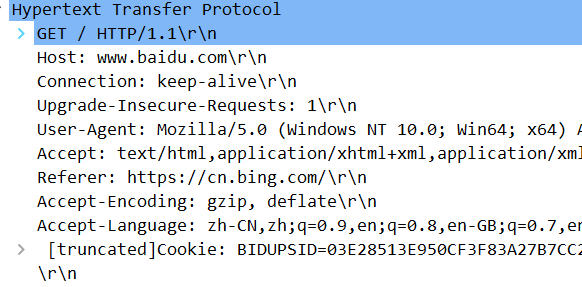 Hypertext Transfer Protocol
GET / HTTP/1.1\r\n
Host: www.baidu.com\r\n
Connection: keep-alive\r\n
Upgrade-Insecure-Requests: 1\r\n
User-Agent: Mozilla/5.0 (Windows NT 10.0; Win64; x64) A
Accept: text/html,application/xhtml+xml,application/xml
Referer: https://cn.bing.com/\r\n
Accept-Encoding: gzip, deflate\r\n
Accept-Language: zh-CN,zh;q=0.9,en;q=0.8,en-GB;q=0.7,en
[truncated]Cookie: BIDUPSID=03E28513E950CF3F83A27B7CC2
\r\n